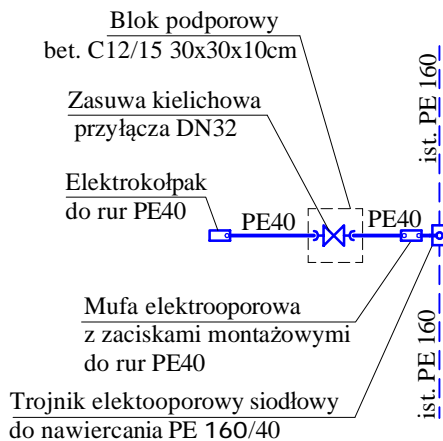 Blok podporowy
bet. C12/15 30x30x10cm
Zasuwa kielichowa
przyłącza DN32
Elektrokołpak
do rur PE40
PE40
PE40
ist. PE 160
Mufa elektrooporowa
z zaciskami montażowymi
do rur PE40
ist. PE 160
Trojnik elektooporowy siodłowy
do nawiercania PE 160/40